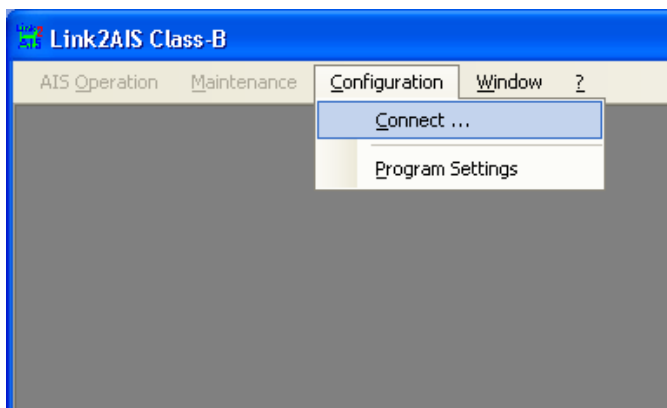 Link2AIS Class-B
AIS Operation Maintenance Configuration Window ?
Connect ...
Program Settings